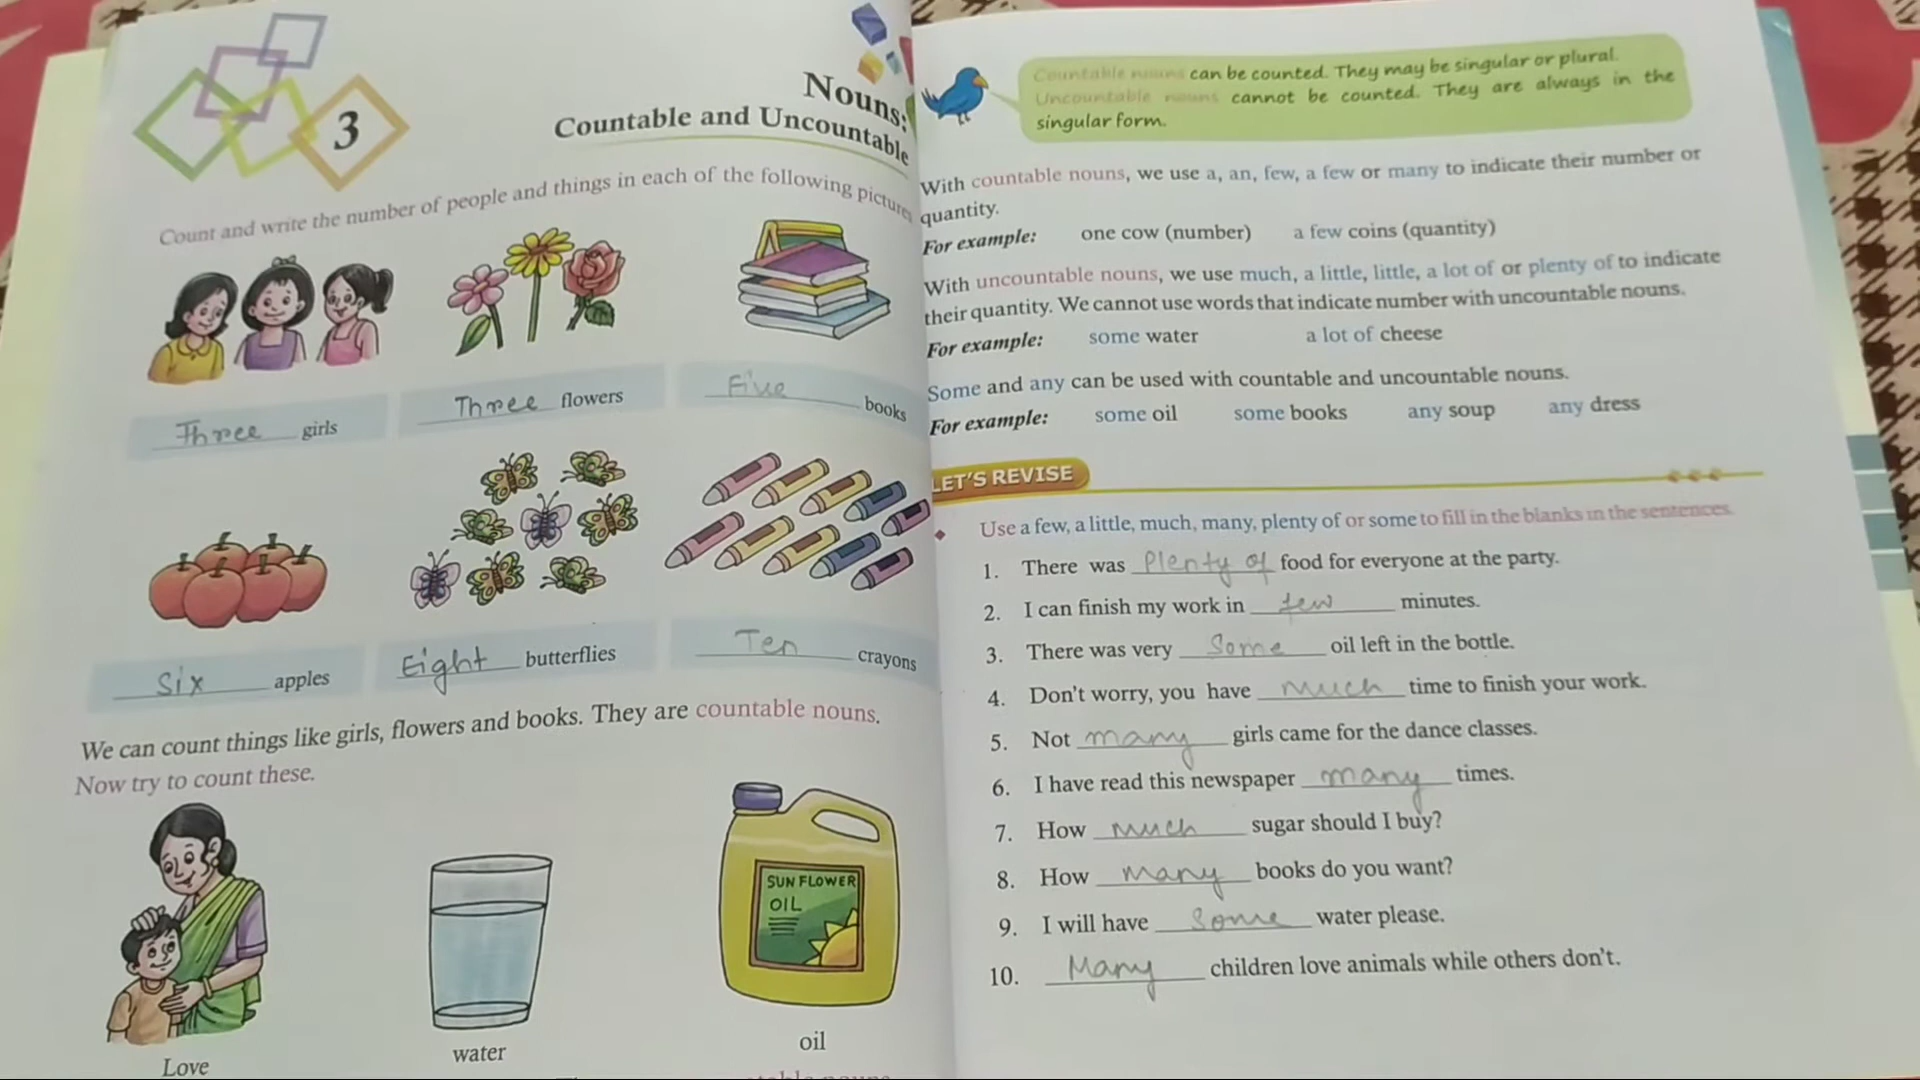 3
Nouns:
Countable and Uncountable
Count and write the number of people and things in each of the following pictures
Three girls
Three flowers
Five books
Six apples
Eight butterflies
Ten crayons
We can count things like girls, flowers and books. They are countable nouns.
Now try to count these.
SUNFLOWER
OIL
Love
water
oil
Countable nouns can be counted. They may be singular or plural.
Uncountable nouns cannot be counted. They are always in the
singular form.
With countable nouns, we use a, an, few, a few or many to indicate their number or
quantity.
For example: one cow (number) a few coins (quantity)
With uncountable nouns, we use much, a little, little, a lot of or plenty of to indicate
their quantity. We cannot use words that indicate number with uncountable nouns.
For example: some water a lot of cheese
Some and any can be used with countable and uncountable nouns.
For example: some oil some books any soup any dress
LET'S REVISE
Use a few, a little, much, many, plenty of or some to fill in the blanks in the sentences.
1. There was Plenty of food for everyone at the party.
2. I can finish my work in few minutes.
3. There was very Some oil left in the bottle.
4. Don't worry, you have much time to finish your work.
5. Not many girls came for the dance classes.
6. I have read this newspaper many times.
7. How much sugar should I buy?
8. How many books do you want?
9. I will have Some water please.
10. Many children love animals while others don't.